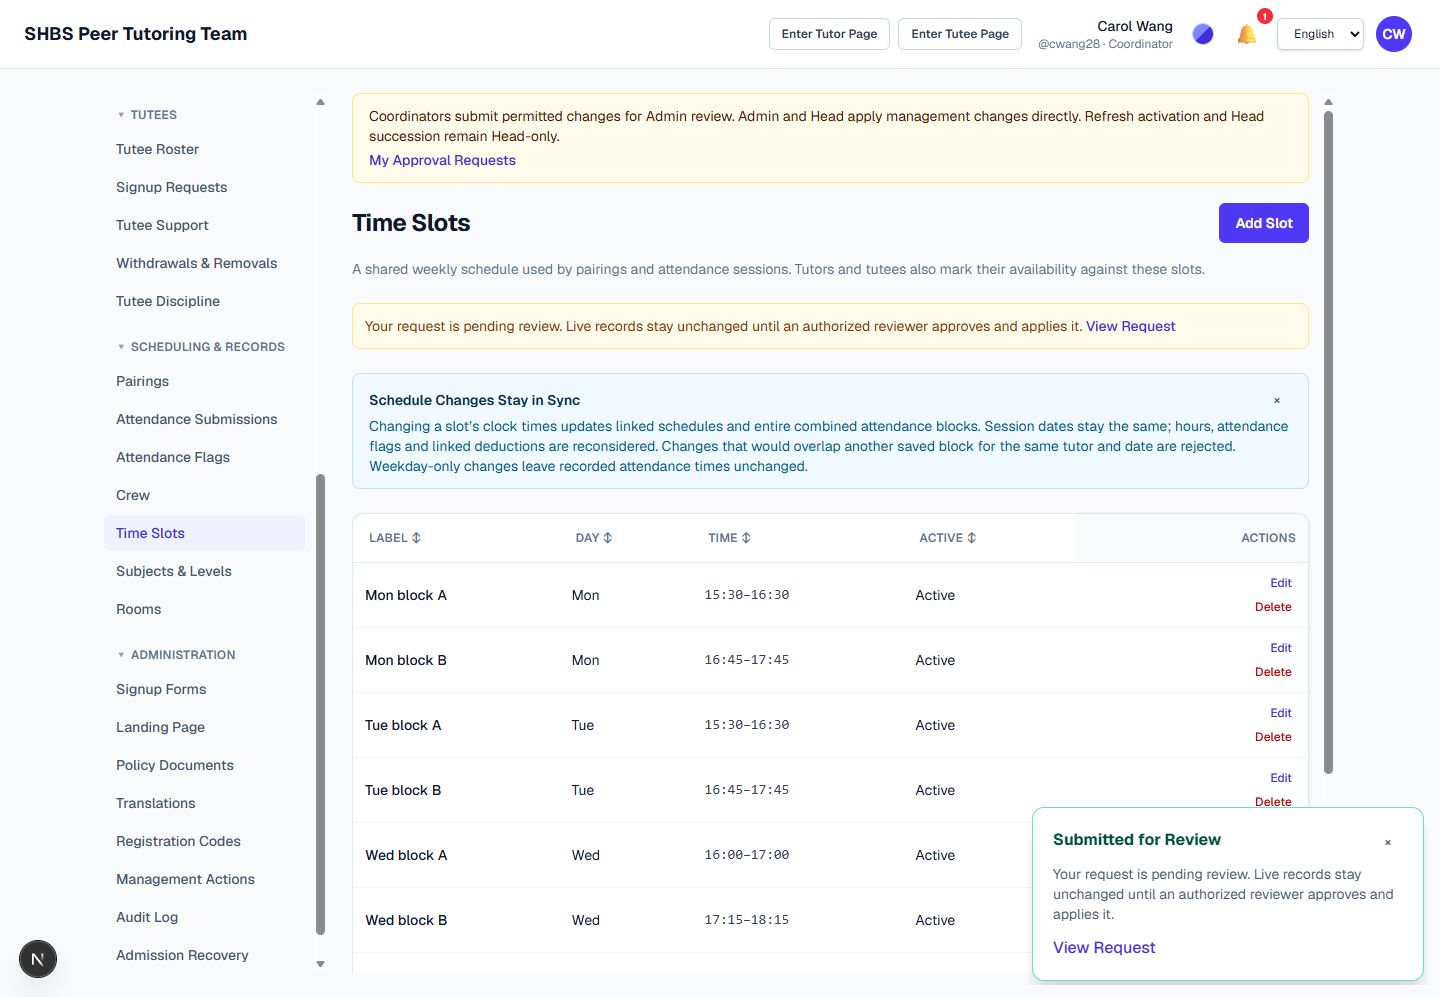 SHBS Peer Tutoring Team
Enter Tutor Page
Enter Tutee Page
Carol Wang
@cwang28 · Coordinator
1
English
CW
TUTEES
Tutee Roster
Signup Requests
Tutee Support
Withdrawals & Removals
Tutee Discipline
SCHEDULING & RECORDS
Pairings
Attendance Submissions
Attendance Flags
Crew
Time Slots
Subjects & Levels
Rooms
ADMINISTRATION
Signup Forms
Landing Page
Policy Documents
Translations
Registration Codes
Management Actions
Audit Log
Admission Recovery
N
Coordinators submit permitted changes for Admin review. Admin and Head apply management changes directly. Refresh activation and Head
succession remain Head-only.
My Approval Requests
Time Slots
Add Slot
A shared weekly schedule used by pairings and attendance sessions. Tutors and tutees also mark their availability against these slots.
Your request is pending review. Live records stay unchanged until an authorized reviewer approves and applies it. View Request
Schedule Changes Stay in Sync ×
Changing a slot's clock times updates linked schedules and entire combined attendance blocks. Session dates stay the same; hours, attendance
flags and linked deductions are reconsidered. Changes that would overlap another saved block for the same tutor and date are rejected.
Weekday-only changes leave recorded attendance times unchanged.
LABEL DAY TIME ACTIVE ACTIONS
Mon block A Mon 15:30–16:30 Active Edit
Delete
Mon block B Mon 16:45–17:45 Active Edit
Delete
Tue block A Tue 15:30–16:30 Active Edit
Delete
Tue block B Tue 16:45–17:45 Active Edit
Delete
Wed block A Wed 16:00–17:00 Active
Wed block B Wed 17:15–18:15 Active
Submitted for Review ×
Your request is pending review. Live records stay
unchanged until an authorized reviewer approves and
applies it.
View Request